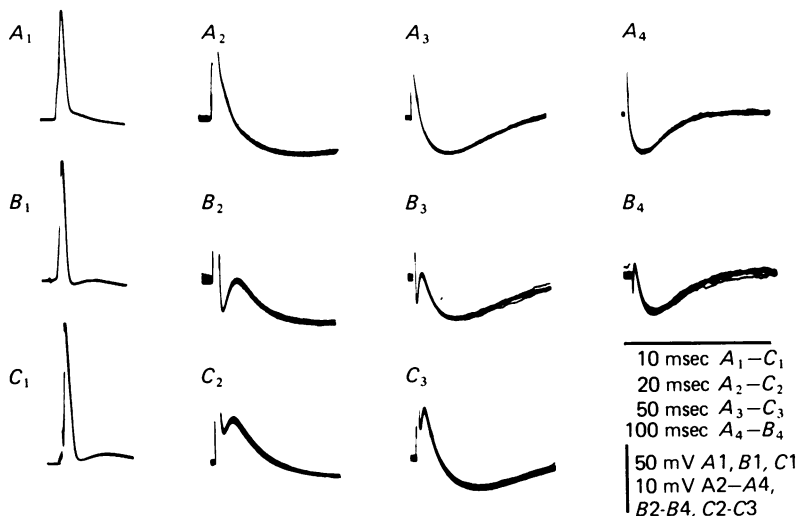 A1 A2 A3 A4
B1 B2 B3 B4
C1 C2 C3
10 msec A1–C1
20 msec A2–C2
50 msec A3–C3
100 msec A4–B4
50 mV A1, B1, C1
10 mV A2–A4,
B2-B4, C2-C3